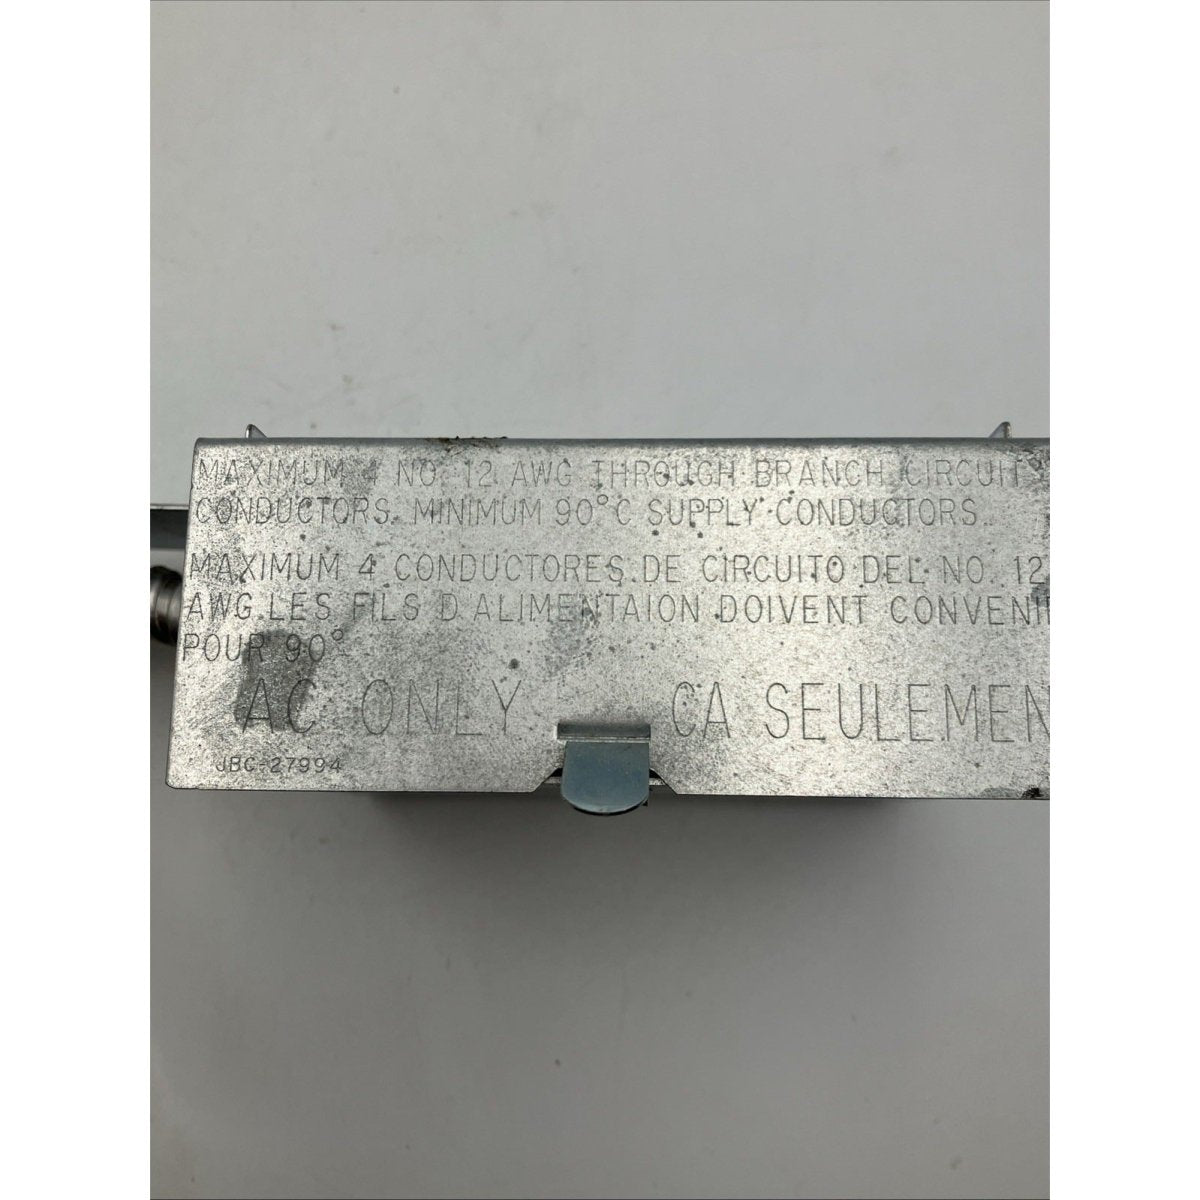 MAXIMUM 4 NO. 12 AWG THROUGH BRANCH CIRCUIT
CONDUCTORS. MINIMUM 90°C SUPPLY CONDUCTORS.
MAXIMUM 4 CONDUCTORES DE CIRCUITO DEL NO. 12
AWG LES FILS D ALIMENTAION DOIVENT CONVENI
POUR 90°
AC ONLY CA SEULEMEN
JBC-27994